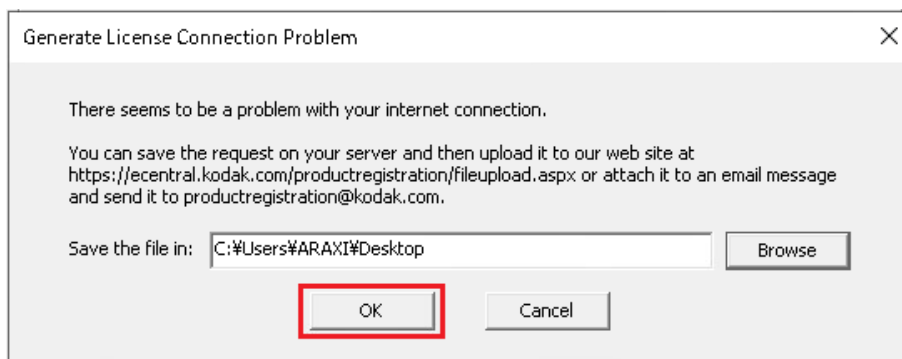 Generate License Connection Problem
There seems to be a problem with your internet connection.
You can save the request on your server and then upload it to our web site at
https://ecentral.kodak.com/productregistration/fileupload.aspx or attach it to an email message
and send it to productregistration@kodak.com.
Save the file in: C:¥Users¥ARAXI¥Desktop Browse
OK Cancel